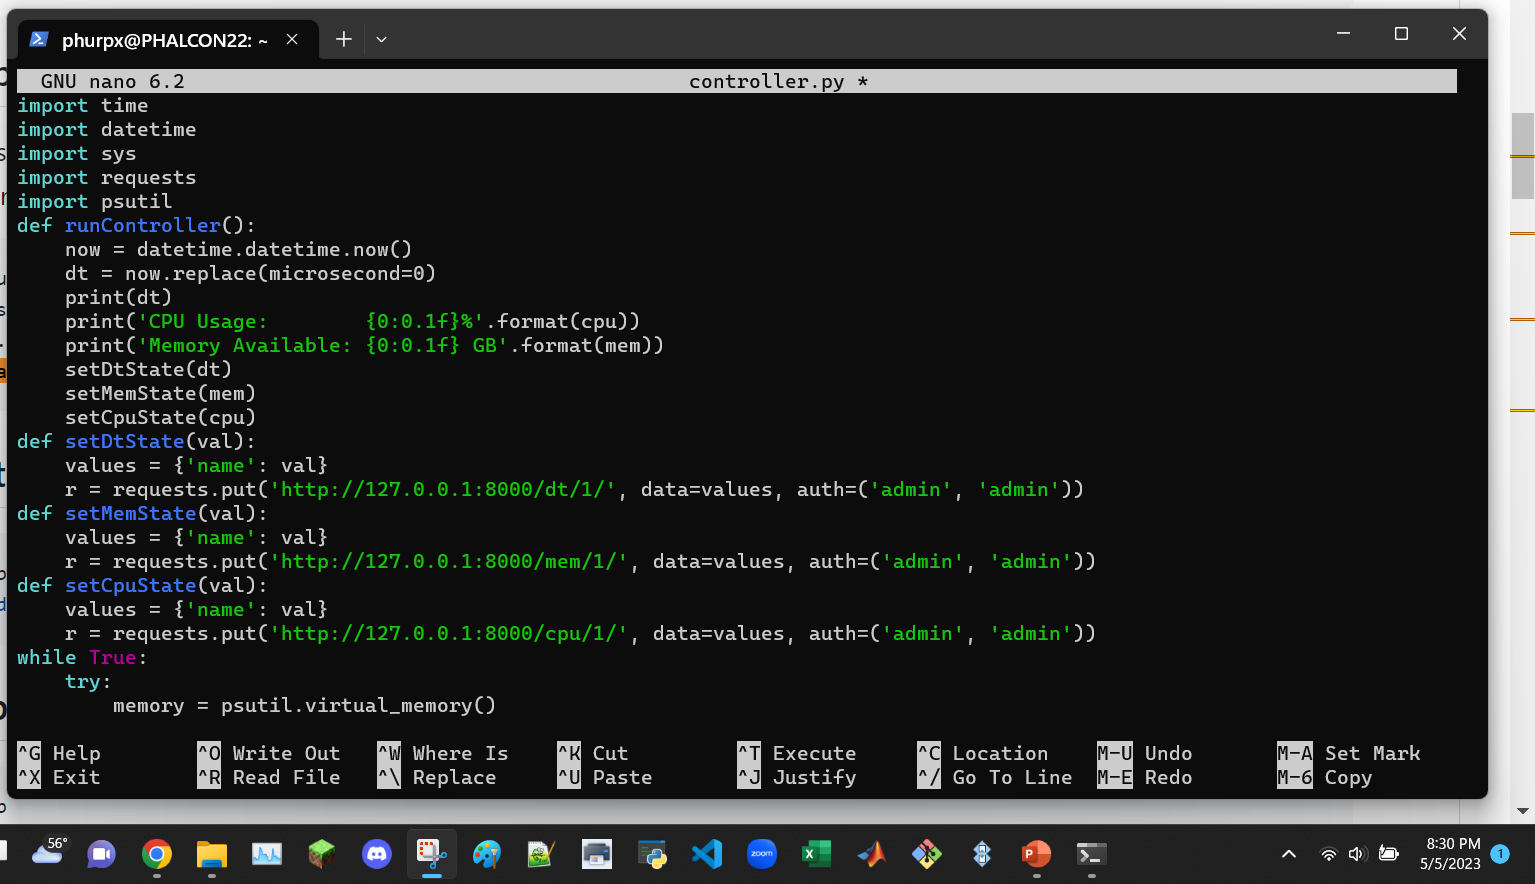 phurpx@PHALCON22: ~
GNU nano 6.2 controller.py *
import time
import datetime
import sys
import requests
import psutil
def runController():
    now = datetime.datetime.now()
    dt = now.replace(microsecond=0)
    print(dt)
    print('CPU Usage:        {0:0.1f}%'.format(cpu))
    print('Memory Available: {0:0.1f} GB'.format(mem))
    setDtState(dt)
    setMemState(mem)
    setCpuState(cpu)
def setDtState(val):
    values = {'name': val}
    r = requests.put('http://127.0.0.1:8000/dt/1/', data=values, auth=('admin', 'admin'))
def setMemState(val):
    values = {'name': val}
    r = requests.put('http://127.0.0.1:8000/mem/1/', data=values, auth=('admin', 'admin'))
def setCpuState(val):
    values = {'name': val}
    r = requests.put('http://127.0.0.1:8000/cpu/1/', data=values, auth=('admin', 'admin'))
while True:
    try:
        memory = psutil.virtual_memory()
^G Help ^O Write Out ^W Where Is ^K Cut ^T Execute ^C Location M-U Undo M-A Set Mark
^X Exit ^R Read File ^\ Replace ^U Paste ^J Justify ^/ Go To Line M-E Redo M-6 Copy
56°
zoom
8:30 PM
5/5/2023
1